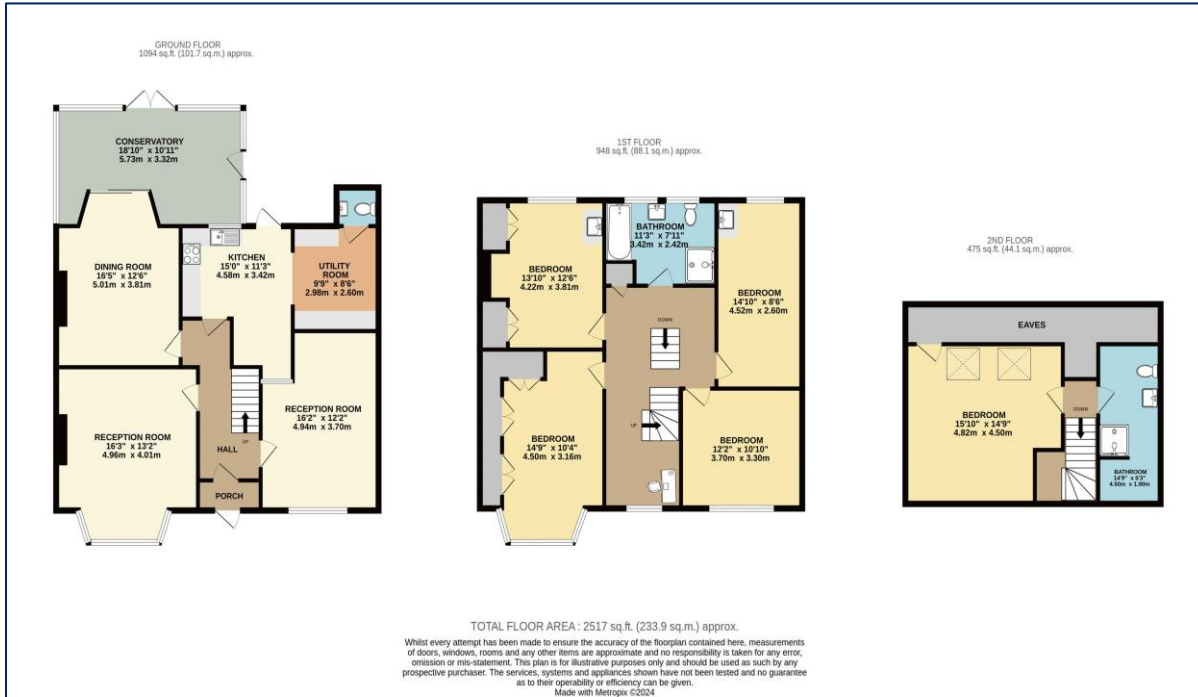 GROUND FLOOR
1094 sq.ft. (101.7 sq.m.) approx.
CONSERVATORY
18'10" x 10'11"
5.73m x 3.32m
DINING ROOM
16'5" x 12'6"
5.01m x 3.81m
KITCHEN
15'0" x 11'3"
4.58m x 3.42m
UTILITY
ROOM
9'9" x 8'6"
2.98m x 2.60m
RECEPTION ROOM
16'3" x 13'2"
4.96m x 4.01m
UP
HALL
PORCH
RECEPTION ROOM
16'2" x 12'2"
4.94m x 3.70m
1ST FLOOR
948 sq.ft. (88.1 sq.m.) approx.
BEDROOM
13'10" x 12'6"
4.22m x 3.81m
BATHROOM
11'3" x 7'11"
3.42m x 2.42m
BEDROOM
14'10" x 8'6"
4.52m x 2.60m
DOWN
UP
BEDROOM
14'9" x 10'4"
4.50m x 3.16m
BEDROOM
12'2" x 10'10"
3.70m x 3.30m
2ND FLOOR
475 sq.ft. (44.1 sq.m.) approx.
EAVES
BEDROOM
15'10" x 14'9"
4.82m x 4.50m
DOWN
BATHROOM
14'9" x 6'3"
4.50m x 1.90m
TOTAL FLOOR AREA : 2517 sq.ft. (233.9 sq.m.) approx.
Whilst every attempt has been made to ensure the accuracy of the floorplan contained here, measurements
of doors, windows, rooms and any other items are approximate and no responsibility is taken for any error,
omission or mis-statement. This plan is for illustrative purposes only and should be used as such by any
prospective purchaser. The services, systems and appliances shown have not been tested and no guarantee
as to their operability or efficiency can be given.
Made with Metropix ©2024